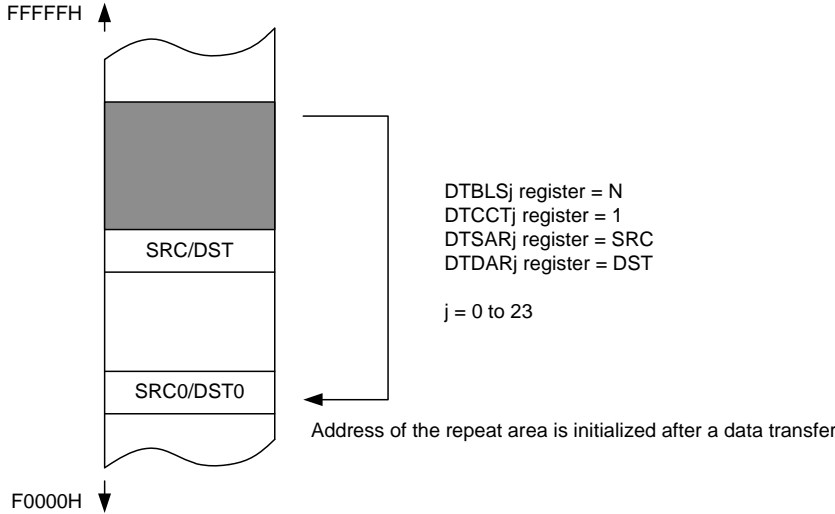 FFFFFH
SRC/DST
SRC0/DST0
F0000H
DTBLSj register = N
DTCCTj register = 1
DTSARj register = SRC
DTDARj register = DST
j = 0 to 23
Address of the repeat area is initialized after a data transfer